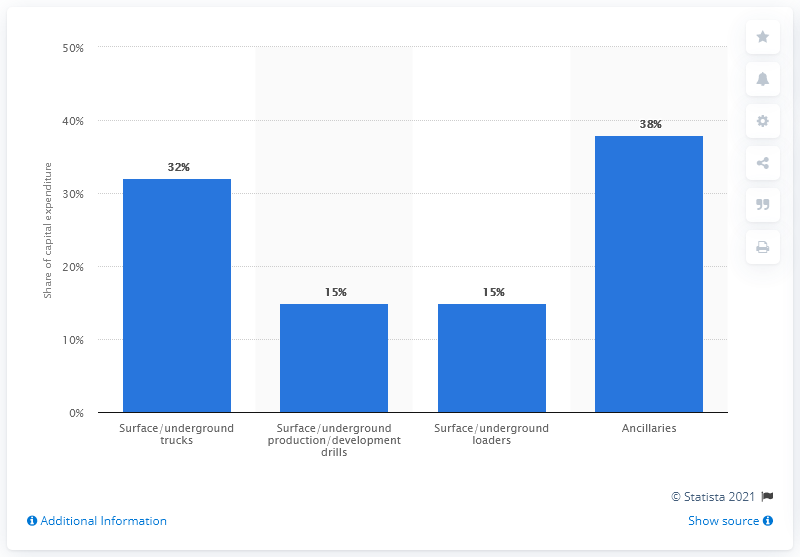 50%
40%
30%
20%
10%
0%
Share of capital expenditure
32%
15%
15%
38%
Surface/underground
trucks
Surface/underground
production/development
drills
Surface/underground
loaders
Ancillaries
© Statista 2021
Additional Information
Show source